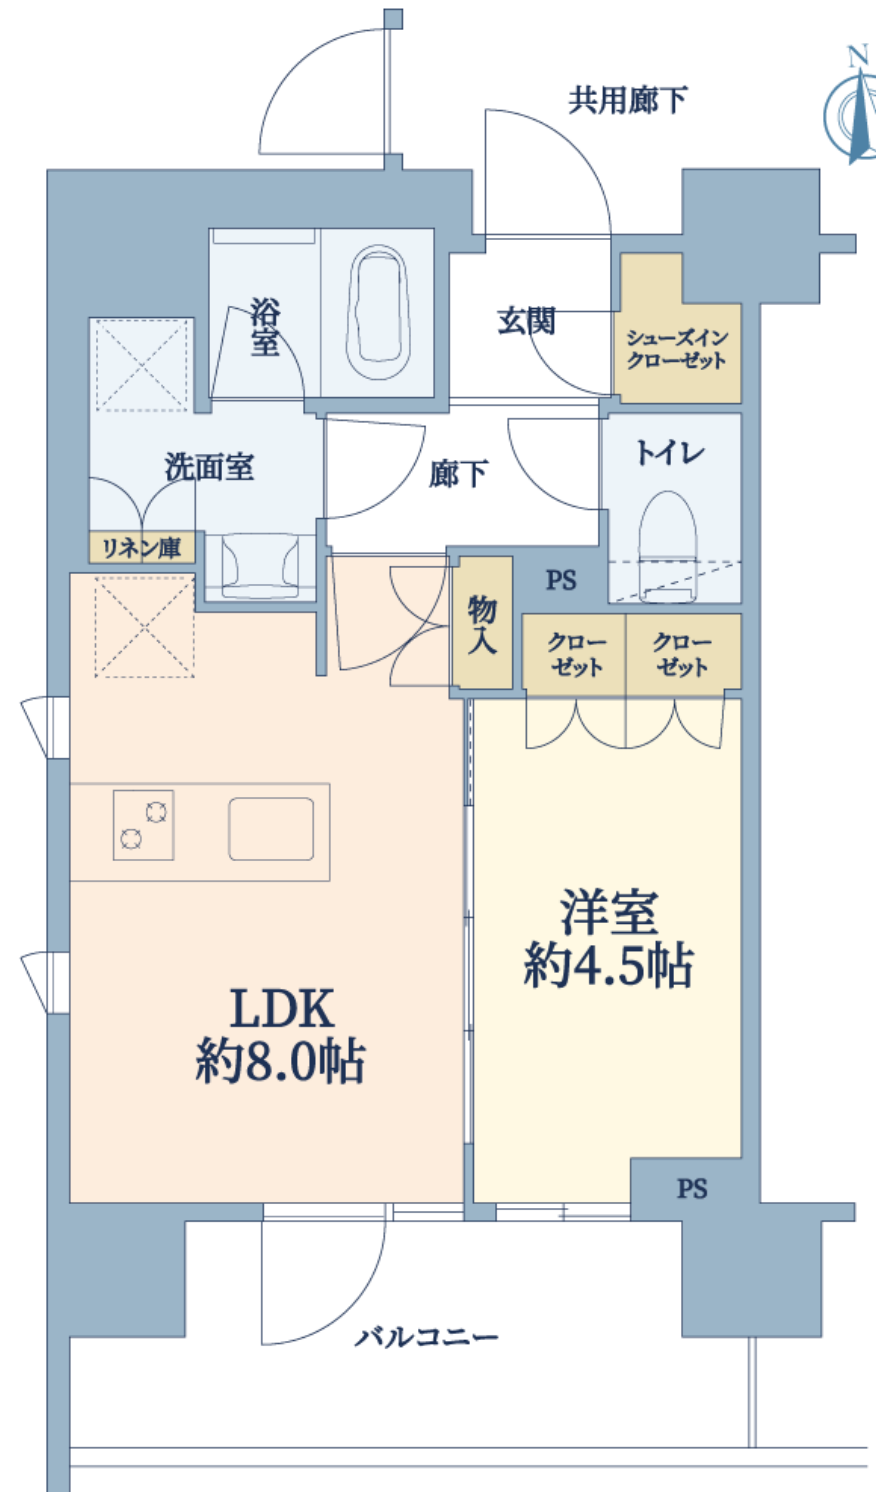 N
共用廊下
浴
室
玄関
シューズイン
クローゼット
洗面室
廊下
トイレ
リネン庫
物
入
PS
クロー
ゼット
クロー
ゼット
洋室
約4.5帖
LDK
約8.0帖
PS
バルコニー